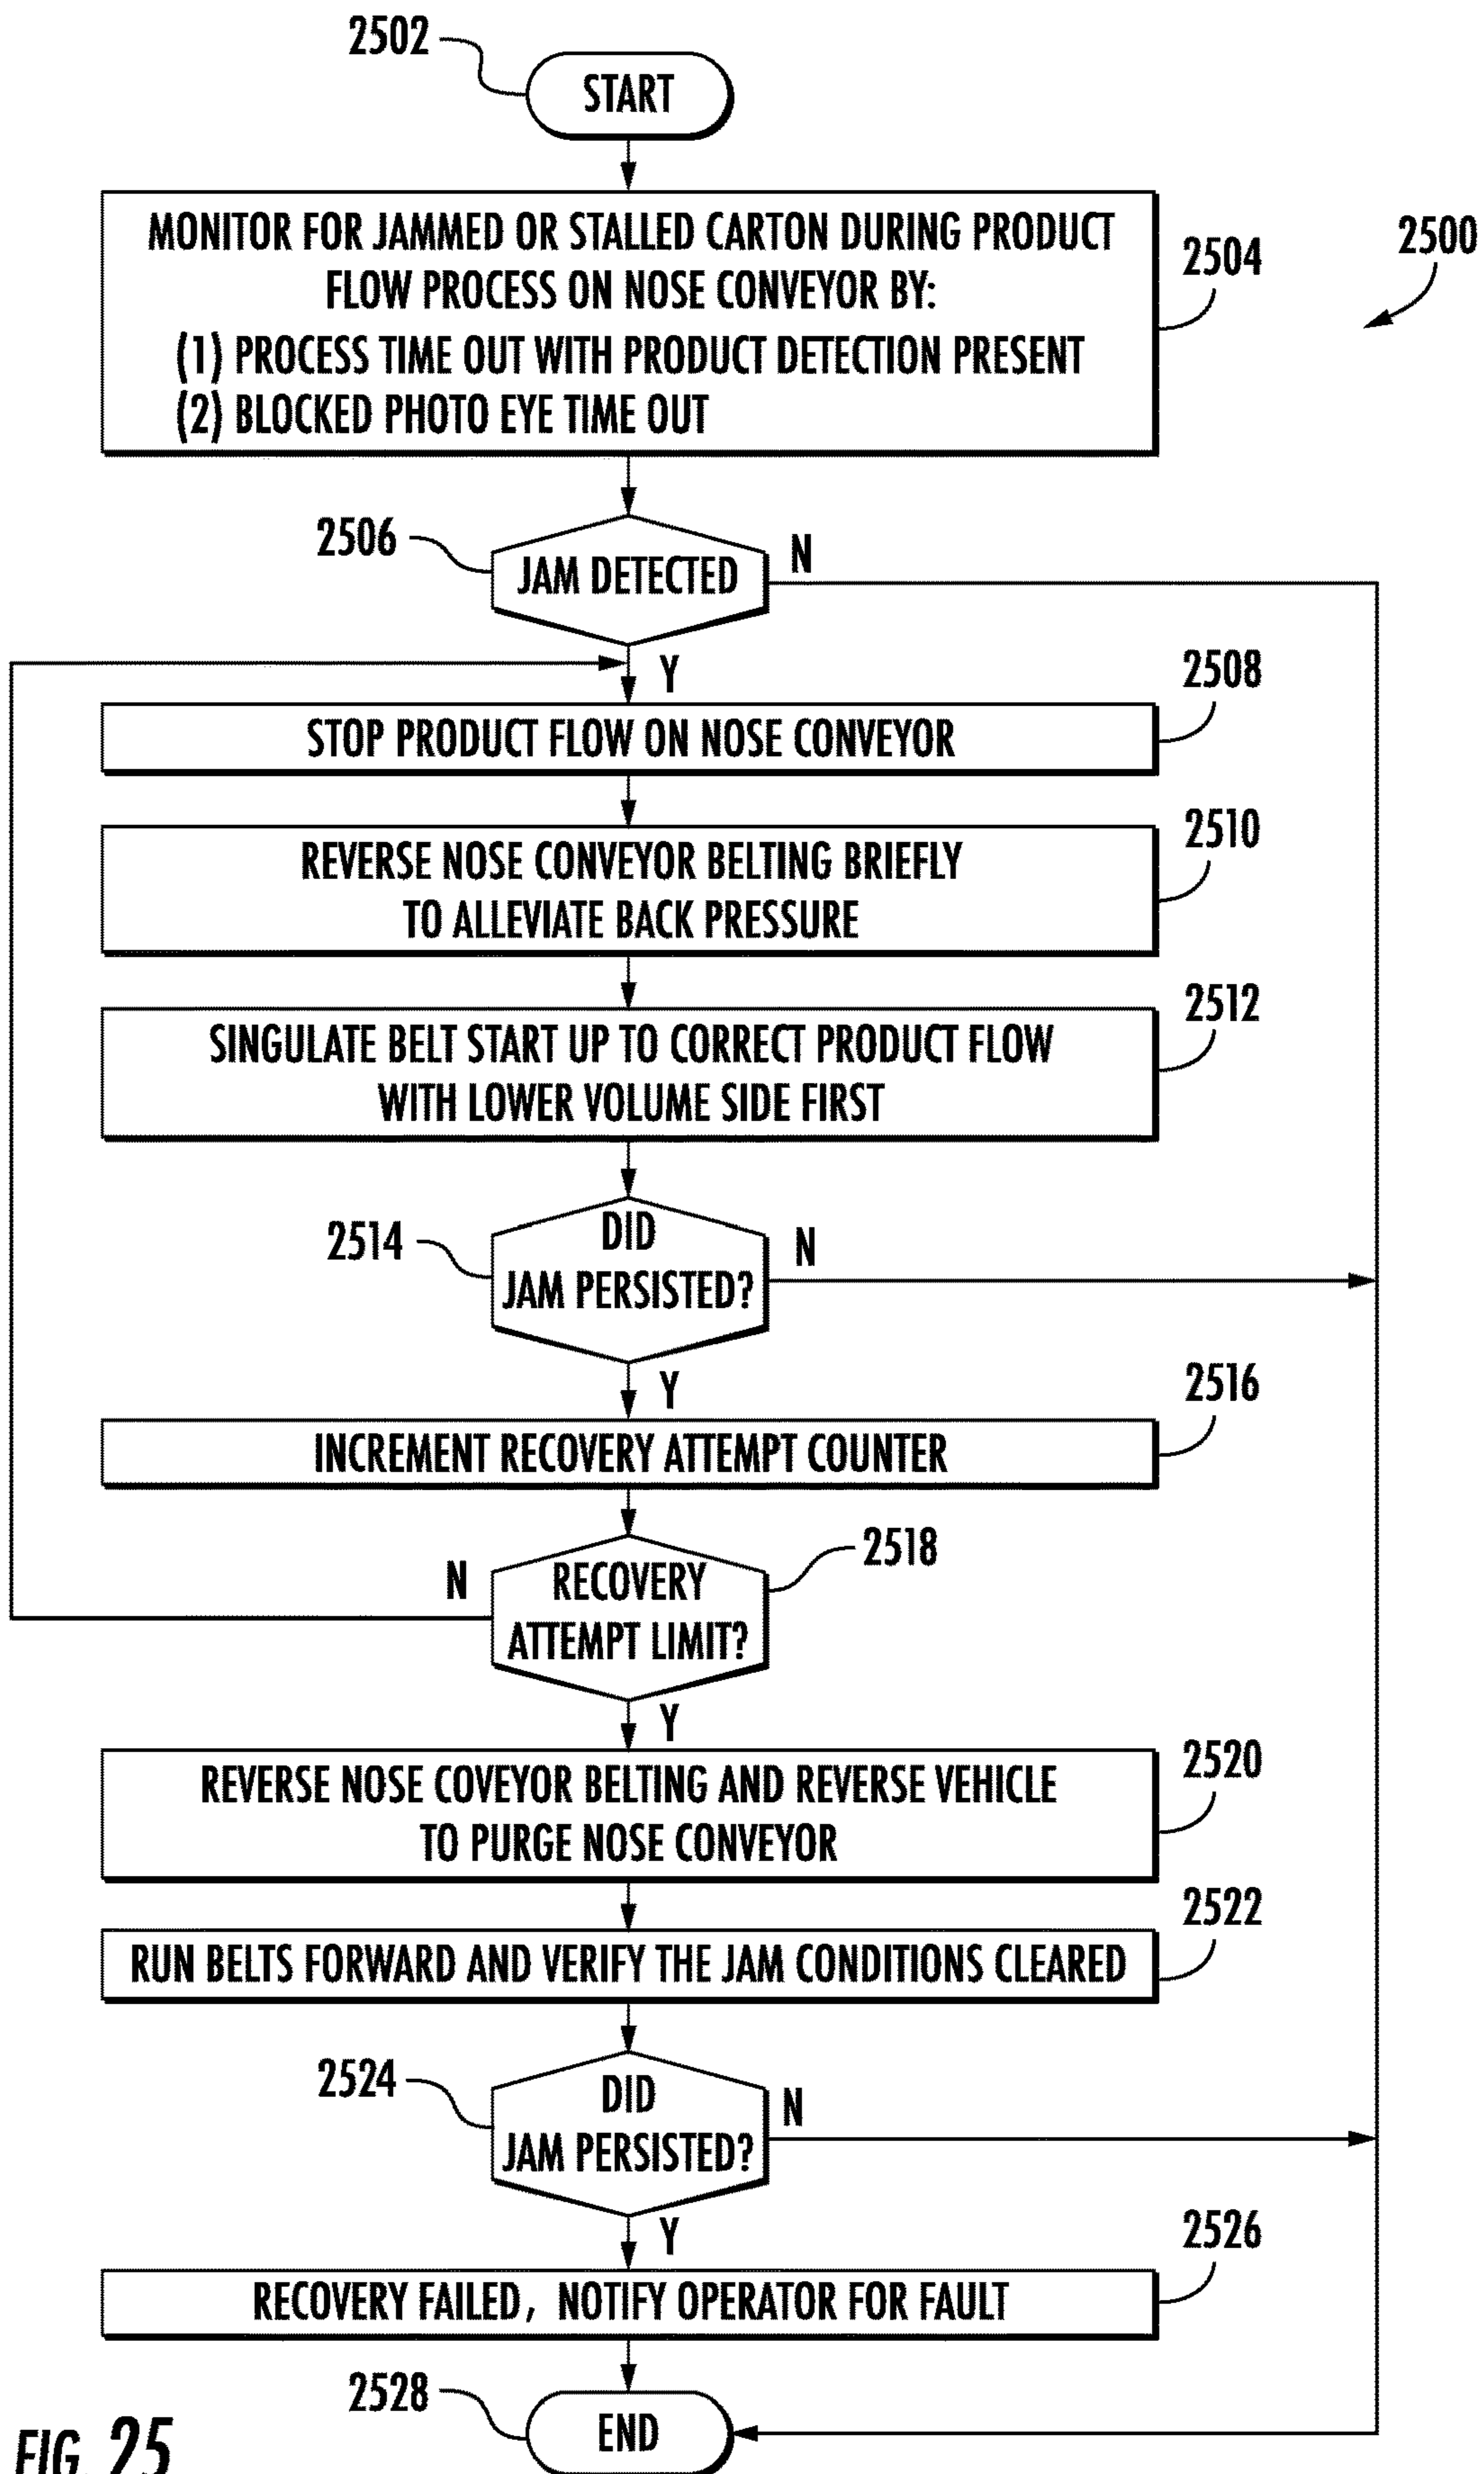 2502
START
MONITOR FOR JAMMED OR STALLED CARTON DURING PRODUCT
FLOW PROCESS ON NOSE CONVEYOR BY:
(1) PROCESS TIME OUT WITH PRODUCT DETECTION PRESENT
(2) BLOCKED PHOTO EYE TIME OUT
2504
2500
2506
JAM DETECTED
N
Y
2508
STOP PRODUCT FLOW ON NOSE CONVEYOR
2510
REVERSE NOSE CONVEYOR BELTING BRIEFLY
TO ALLEVIATE BACK PRESSURE
2512
SINGULATE BELT START UP TO CORRECT PRODUCT FLOW
WITH LOWER VOLUME SIDE FIRST
2514
DID
JAM PERSISTED?
N
Y
2516
INCREMENT RECOVERY ATTEMPT COUNTER
2518
N
RECOVERY
ATTEMPT LIMIT?
Y
2520
REVERSE NOSE COVEYOR BELTING AND REVERSE VEHICLE
TO PURGE NOSE CONVEYOR
2522
RUN BELTS FORWARD AND VERIFY THE JAM CONDITIONS CLEARED
2524
DID
JAM PERSISTED?
N
Y
2526
RECOVERY FAILED, NOTIFY OPERATOR FOR FAULT
2528
END
FIG. 25